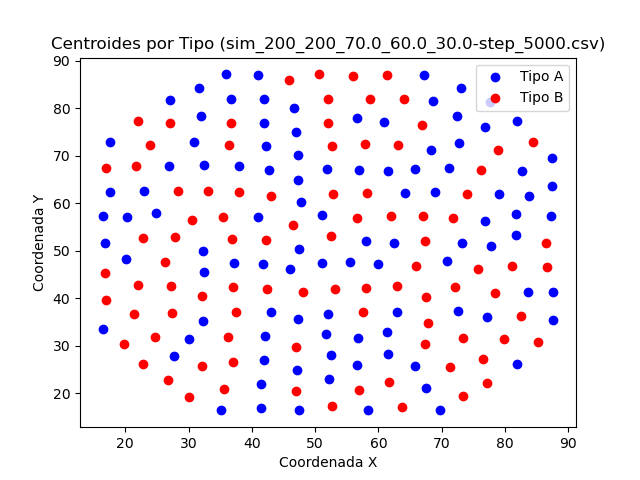 Centroides por Tipo (sim_200_200_70.0_60.0_30.0-step_5000.csv)
Tipo A
Tipo B
90
80
70
60
50
40
30
20
Coordenada Y
20 30 40 50 60 70 80 90
Coordenada X